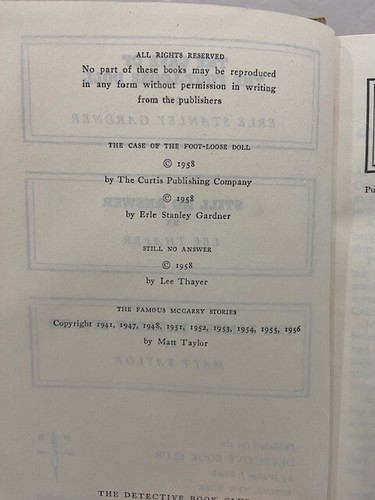 ALL RIGHTS RESERVED
No part of these books may be reproduced
in any form without permission in writing
from the publishers
THE CASE OF THE FOOT-LOOSE DOLL
© 1958
by The Curtis Publishing Company
© 1958
by Erle Stanley Gardner
STILL NO ANSWER
© 1958
by Lee Thayer
THE FAMOUS MCGARRY STORIES
Copyright 1941, 1947, 1948, 1951, 1952, 1953, 1954, 1955, 1956
by Matt Taylor
THE DETECTIVE BOOK CLUB